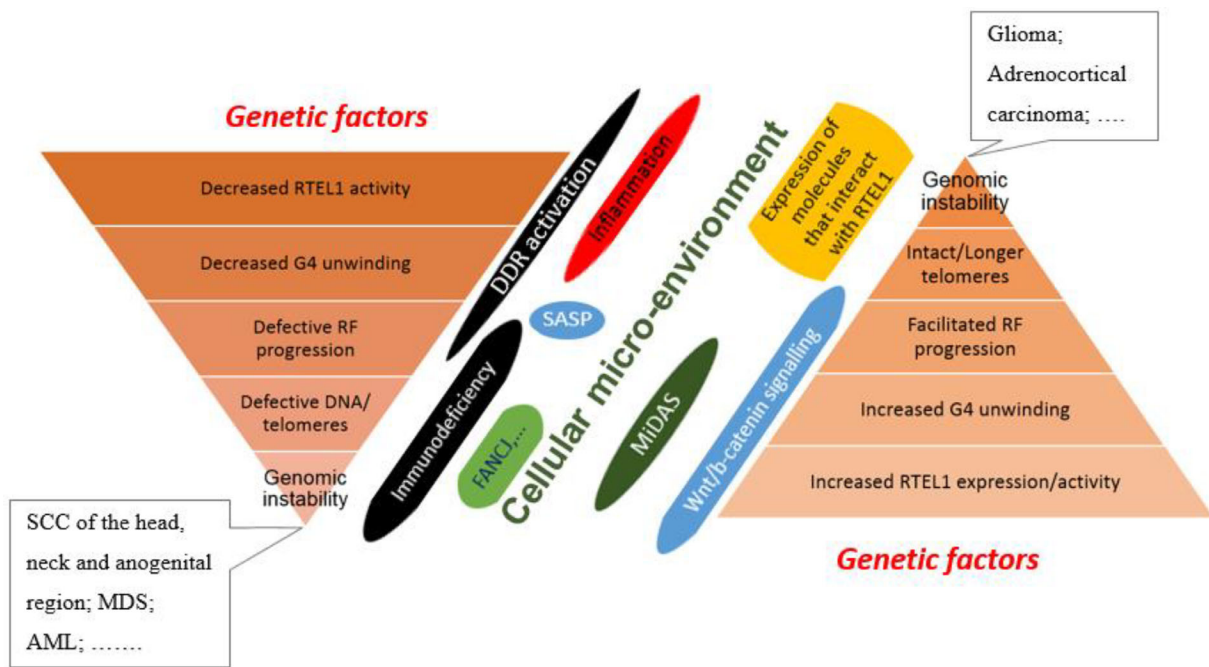 Genetic factors
Decreased RTEL1 activity
Decreased G4 unwinding
Defective RF
progression
Defective DNA/
telomeres
Genomic
instability
SCC of the head,
neck and anogenital
region; MDS;
AML; …….
DDR activation
Inflammation
SASP
Immunodeficiency
FANCJ,...
Cellular micro-environment
MiDAS
Expression of
molecules
that interact
with RTEL1
Wnt/b-catenin signalling
Glioma;
Adrenocortical
carcinoma; ….
Genomic
instability
Intact/Longer
telomeres
Facilitated RF
progression
Increased G4 unwinding
Increased RTEL1 expression/activity
Genetic factors